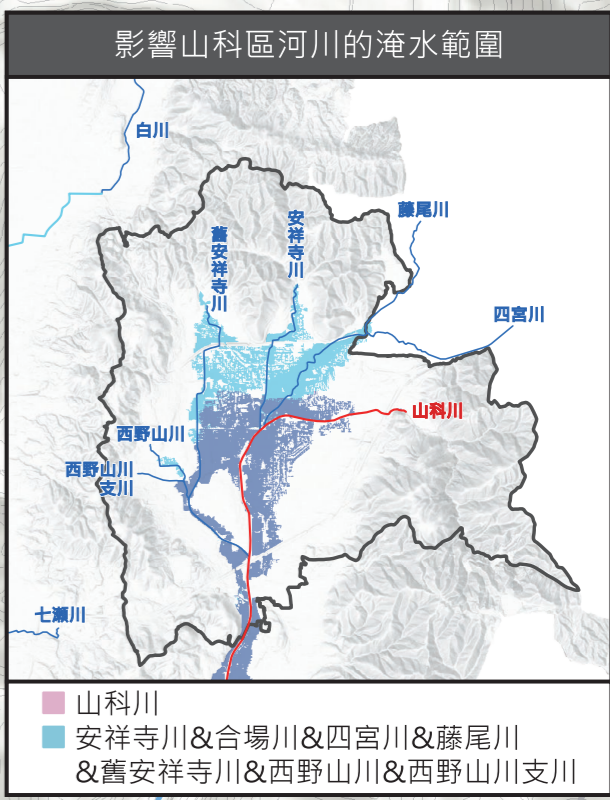 影響山科區河川的淹水範圍
白川
舊安祥寺川
安祥寺川
藤尾川
四宮川
山科川
西野山川
西野山川
支川
七瀬川
山科川
安祥寺川&合場川&四宮川&藤尾川
&舊安祥寺川&西野山川&西野山川支川